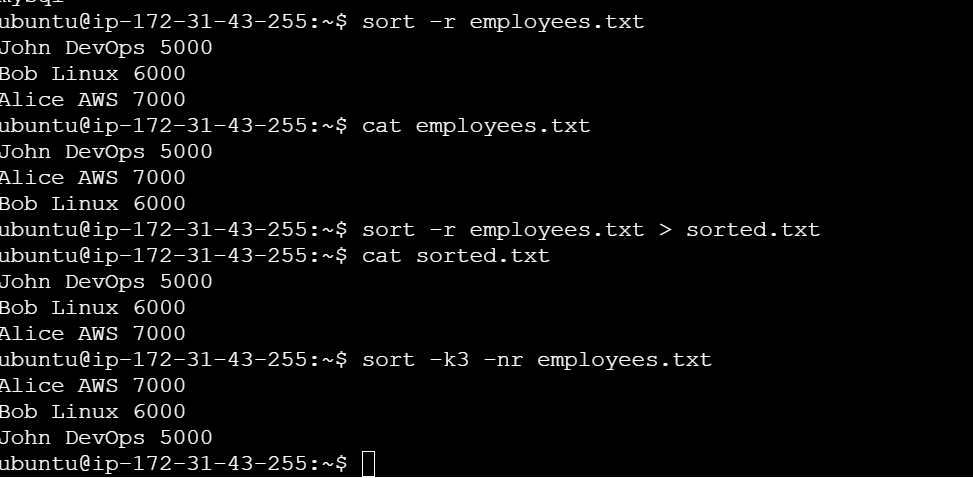 mysql
ubuntu@ip-172-31-43-255:~$ sort -r employees.txt
John DevOps 5000
Bob Linux 6000
Alice AWS 7000
ubuntu@ip-172-31-43-255:~$ cat employees.txt
John DevOps 5000
Alice AWS 7000
Bob Linux 6000
ubuntu@ip-172-31-43-255:~$ sort -r employees.txt > sorted.txt
ubuntu@ip-172-31-43-255:~$ cat sorted.txt
John DevOps 5000
Bob Linux 6000
Alice AWS 7000
ubuntu@ip-172-31-43-255:~$ sort -k3 -nr employees.txt
Alice AWS 7000
Bob Linux 6000
John DevOps 5000
ubuntu@ip-172-31-43-255:~$